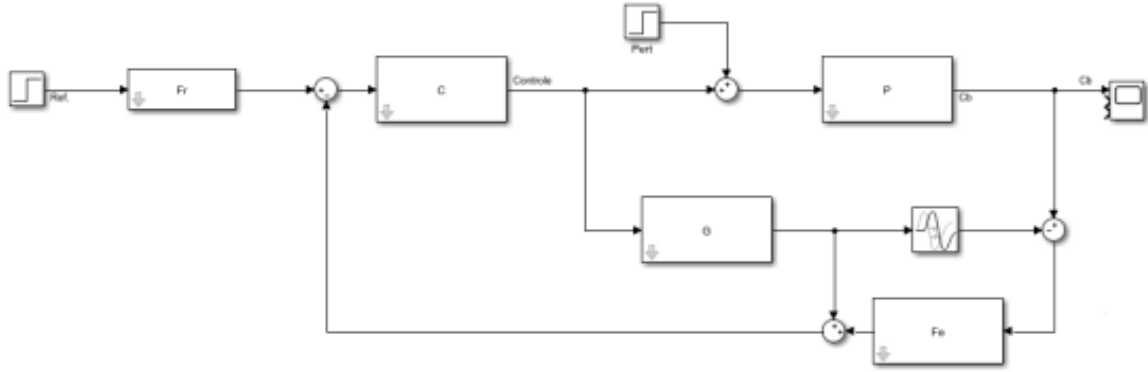 Pert
Ref.
Fr
C
Controle
P
Cb
Cb
G
Fe